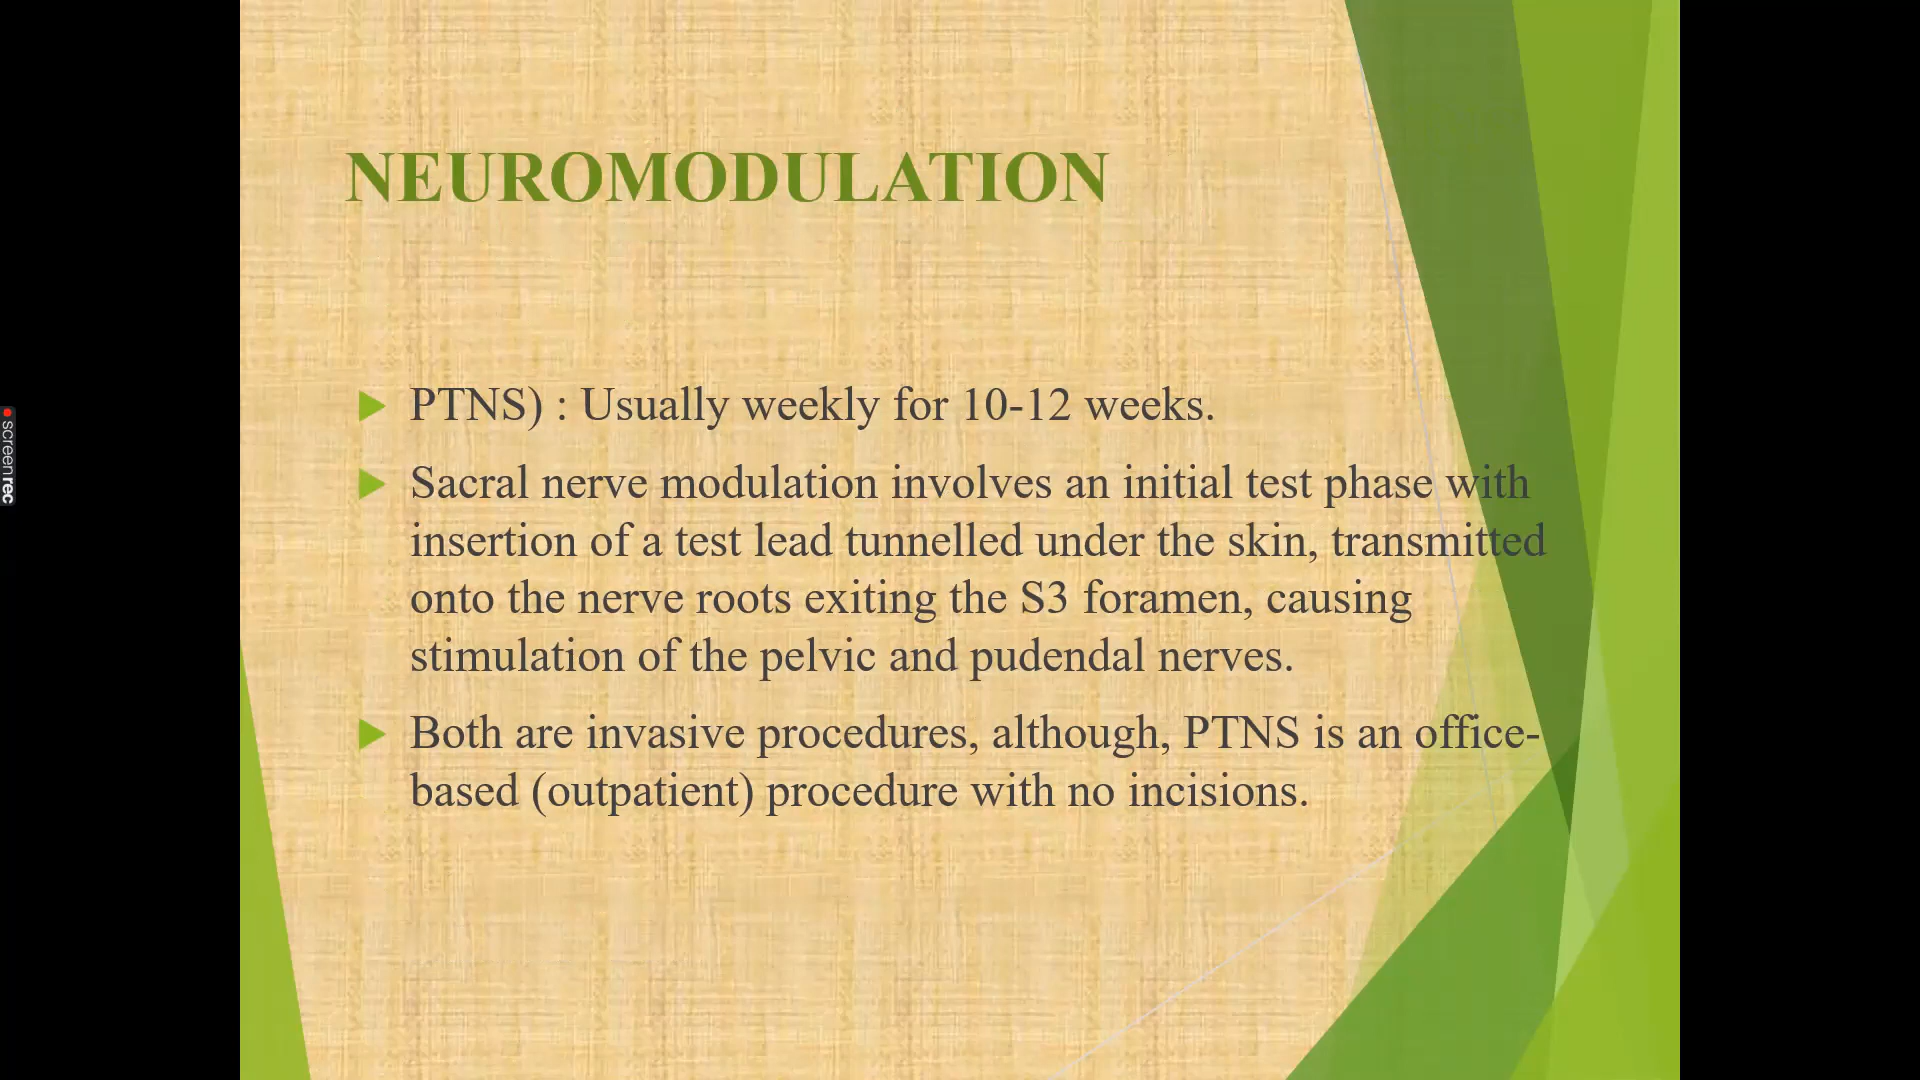 NEUROMODULATION
PTNS) : Usually weekly for 10-12 weeks.
Sacral nerve modulation involves an initial test phase with
insertion of a test lead tunnelled under the skin, transmitted
onto the nerve roots exiting the S3 foramen, causing
stimulation of the pelvic and pudendal nerves.
Both are invasive procedures, although, PTNS is an office-
based (outpatient) procedure with no incisions.
screenrec